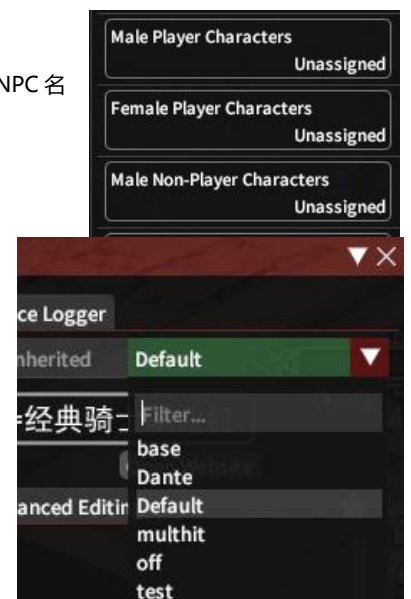 Male Player Characters
Unassigned
NPC 名
Female Player Characters
Unassigned
Male Non-Player Characters
Unassigned
ce Logger
nherited Default
=经典骑士
Filter...
base
Dante
anced Editin Default
multhit
off
test